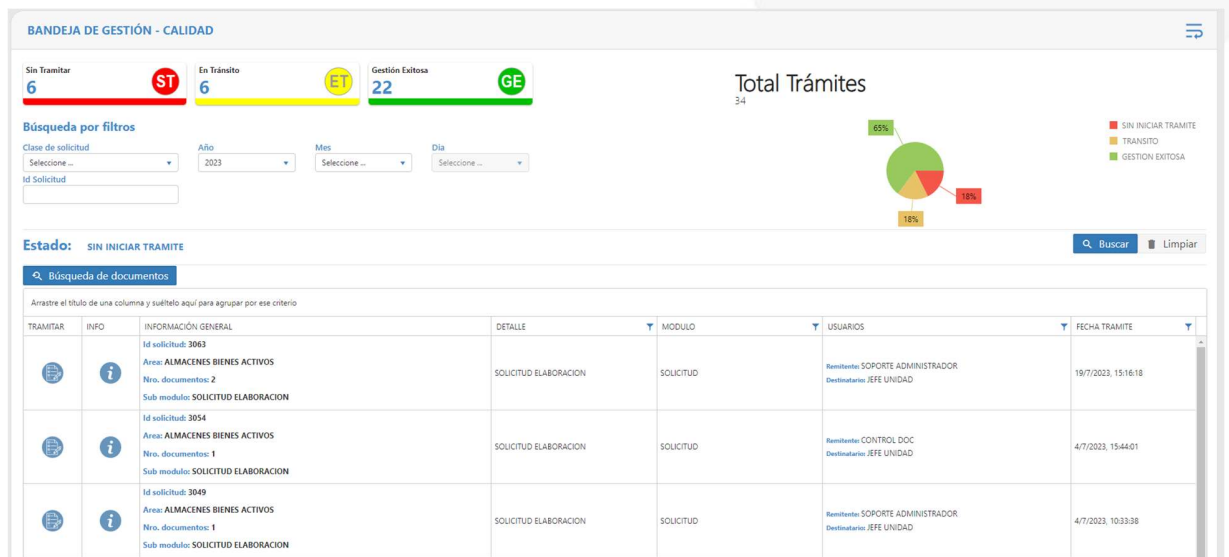 BANDEJA DE GESTIÓN - CALIDAD
Sin Tramitar
6
ST
En Tránsito
6
ET
Gestión Exitosa
22
GE
Total Trámites
34
65%
18%
18%
SIN INICIAR TRAMITE
TRANSITO
GESTION EXITOSA
Búsqueda por filtros
Clase de solicitud Año Mes Dia
Seleccione ... 2023 Seleccione ... Seleccione ...
Id Solicitud
Estado: SIN INICIAR TRAMITE
Buscar Limpiar
Búsqueda de documentos
Arrastre el título de una columna y suéltelo aquí para agrupar por ese criterio
TRAMITAR INFO INFORMACIÓN GENERAL DETALLE MODULO USUARIOS FECHA TRAMITE
Id solicitud: 3063
Area: ALMACENES BIENES ACTIVOS
Nro. documentos: 2
Sub modulo: SOLICITUD ELABORACION
SOLICITUD ELABORACION
SOLICITUD
Remitente: SOPORTE ADMINISTRADOR
Destinatario: JEFE UNIDAD
19/7/2023, 15:16:18
Id solicitud: 3054
Area: ALMACENES BIENES ACTIVOS
Nro. documentos: 1
Sub modulo: SOLICITUD ELABORACION
SOLICITUD ELABORACION
SOLICITUD
Remitente: CONTROL DOC
Destinatario: JEFE UNIDAD
4/7/2023, 15:44:01
Id solicitud: 3049
Area: ALMACENES BIENES ACTIVOS
Nro. documentos: 1
Sub modulo: SOLICITUD ELABORACION
SOLICITUD ELABORACION
SOLICITUD
Remitente: SOPORTE ADMINISTRADOR
Destinatario: JEFE UNIDAD
4/7/2023, 10:33:38